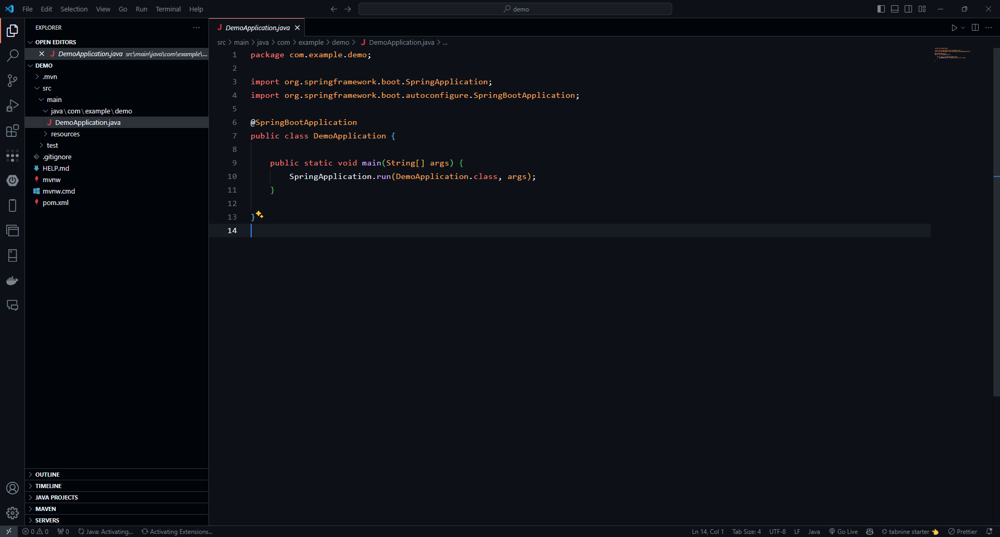 File Edit Selection View Go Run Terminal Help
demo
EXPLORER
OPEN EDITORS
DemoApplication.java src\main\java\com\example\...
DEMO
.mvn
src
main
java\com\example\demo
DemoApplication.java
resources
test
.gitignore
HELP.md
mvnw
mvnw.cmd
pom.xml
OUTLINE
TIMELINE
JAVA PROJECTS
MAVEN
SERVERS
DemoApplication.java
src > main > java > com > example > demo > DemoApplication.java > ...
1 package com.example.demo;
2
3 import org.springframework.boot.SpringApplication;
4 import org.springframework.boot.autoconfigure.SpringBootApplication;
5
6 @SpringBootApplication
7 public class DemoApplication {
8
9 public static void main(String[] args) {
10 SpringApplication.run(DemoApplication.class, args);
11 }
12
13 }
14
0 0 0 Java: Activating... Activating Extensions... Ln 14, Col 1 Tab Size: 4 UTF-8 LF Java Go Live tabnine starter Prettier